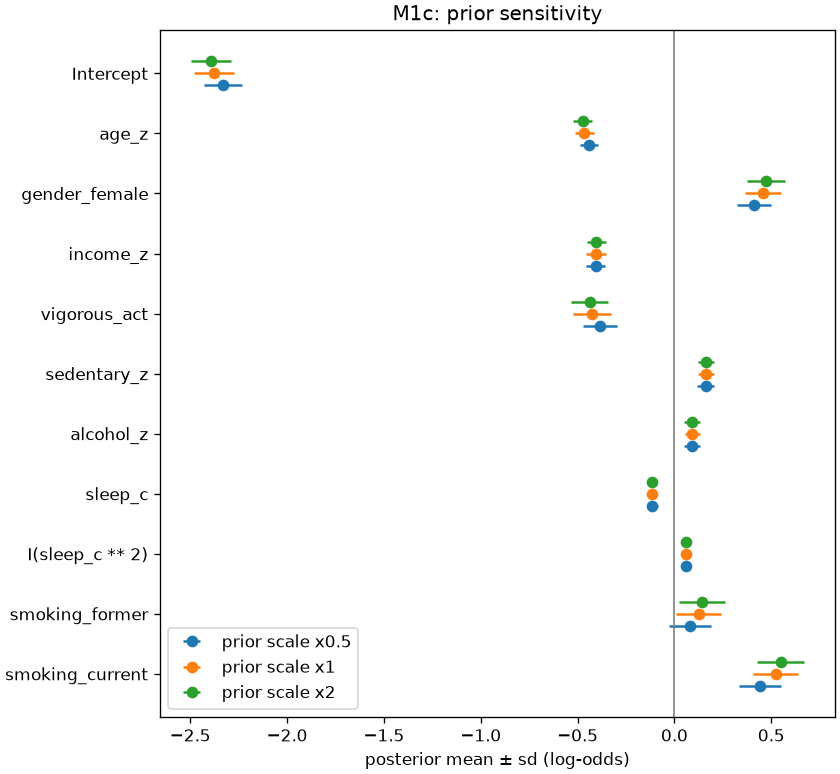 M1c: prior sensitivity
Intercept
age_z
gender_female
income_z
vigorous_act
sedentary_z
alcohol_z
sleep_c
I(sleep_c ** 2)
smoking_former
smoking_current
prior scale x0.5
prior scale x1
prior scale x2
−2.5 −2.0 −1.5 −1.0 −0.5 0.0 0.5
posterior mean ± sd (log-odds)